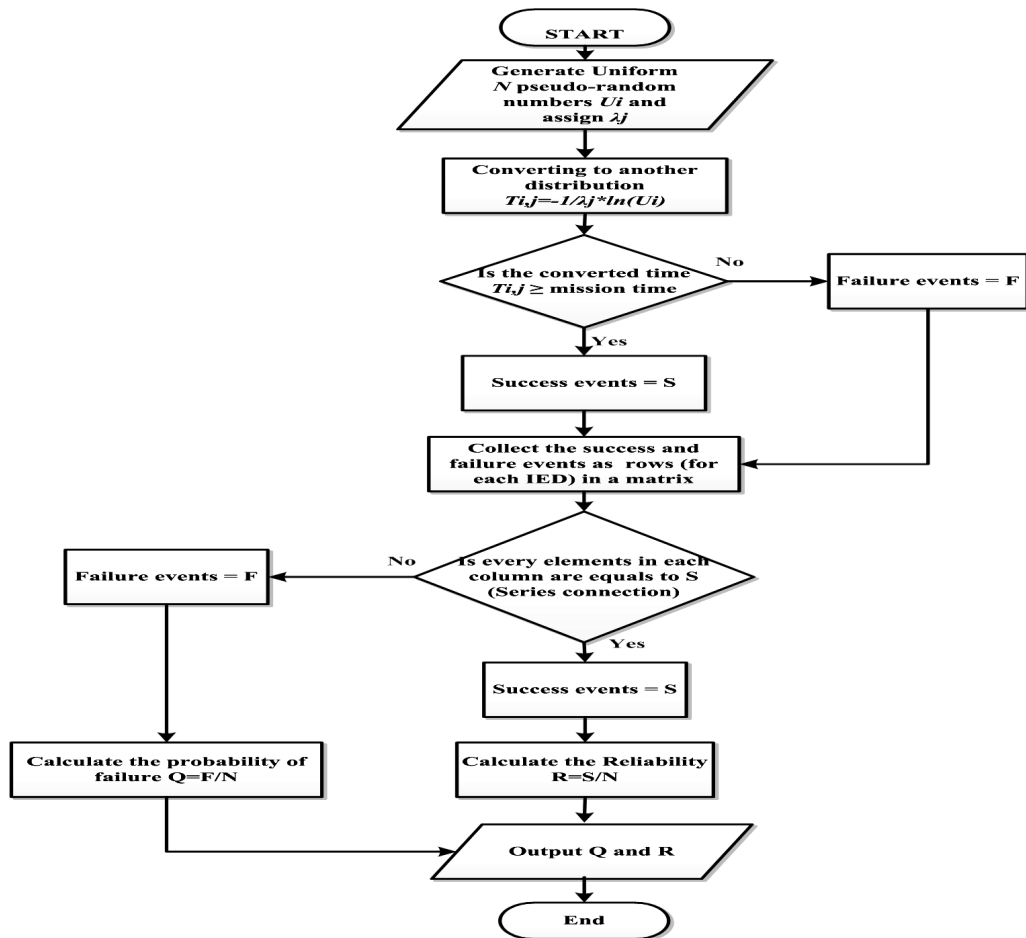 START
Generate Uniform
N pseudo-random
numbers Ui and
assign λj
Converting to another
distribution
Ti,j=-1/λj*ln(Ui)
Is the converted time
Ti,j ≥ mission time
No
Failure events = F
Yes
Success events = S
Collect the success and
failure events as rows (for
each IED) in a matrix
Is every elements in each
column are equals to S
(Series connection)
No
Failure events = F
Yes
Success events = S
Calculate the probability of
failure Q=F/N
Calculate the Reliability
R=S/N
Output Q and R
End